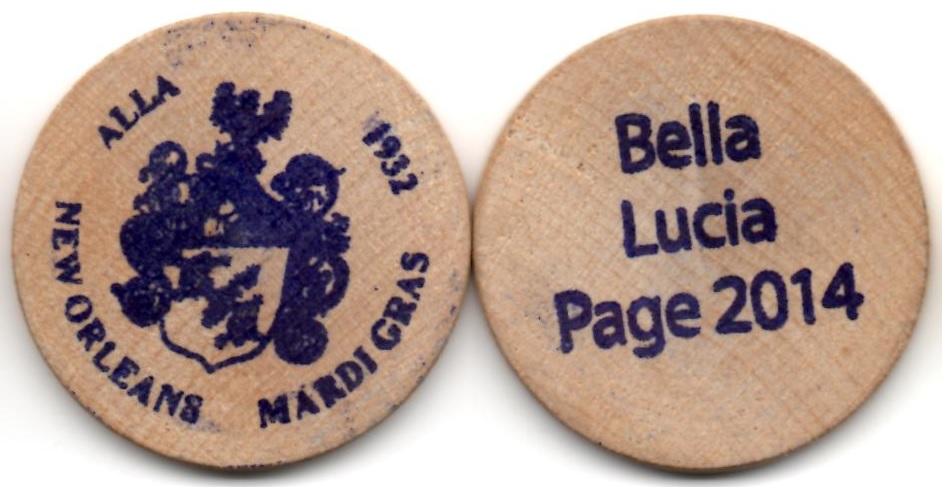 ALLA
1932
NEW ORLEANS
MARDI GRAS
Bella
Lucia
Page 2014